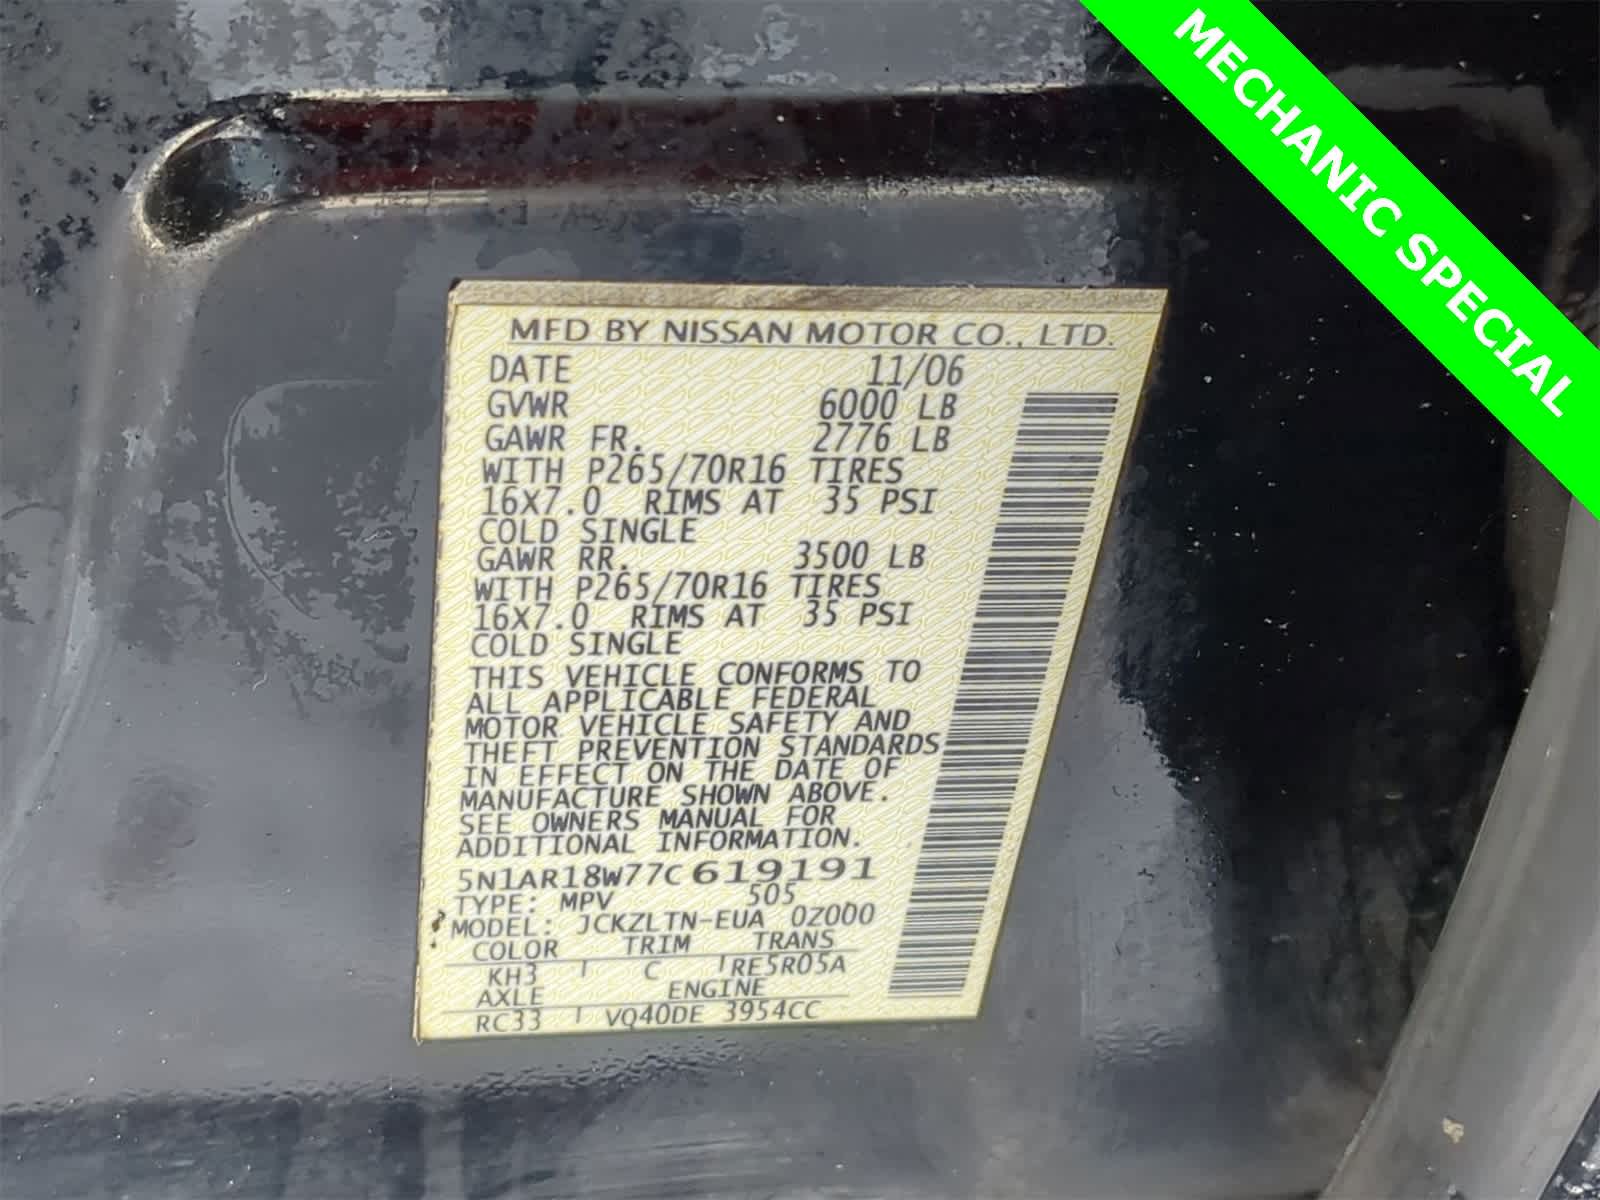 MECHANIC SPECIAL
MFD BY NISSAN MOTOR CO., LTD.
DATE 11/06
GVWR 6000 LB
GAWR FR. 2776 LB
WITH P265/70R16 TIRES
16X7.0 RIMS AT 35 PSI
COLD SINGLE
GAWR RR. 3500 LB
WITH P265/70R16 TIRES
16X7.0 RIMS AT 35 PSI
COLD SINGLE
THIS VEHICLE CONFORMS TO
ALL APPLICABLE FEDERAL
MOTOR VEHICLE SAFETY AND
THEFT PREVENTION STANDARDS
IN EFFECT ON THE DATE OF
MANUFACTURE SHOWN ABOVE.
SEE OWNERS MANUAL FOR
ADDITIONAL INFORMATION.
5N1AR18W77C619191
TYPE: MPV 505
MODEL: JCKZLTN-EUA 0Z000
COLOR TRIM TRANS
KH3 C RE5R05A
AXLE ENGINE
RC33 VQ40DE 3954CC